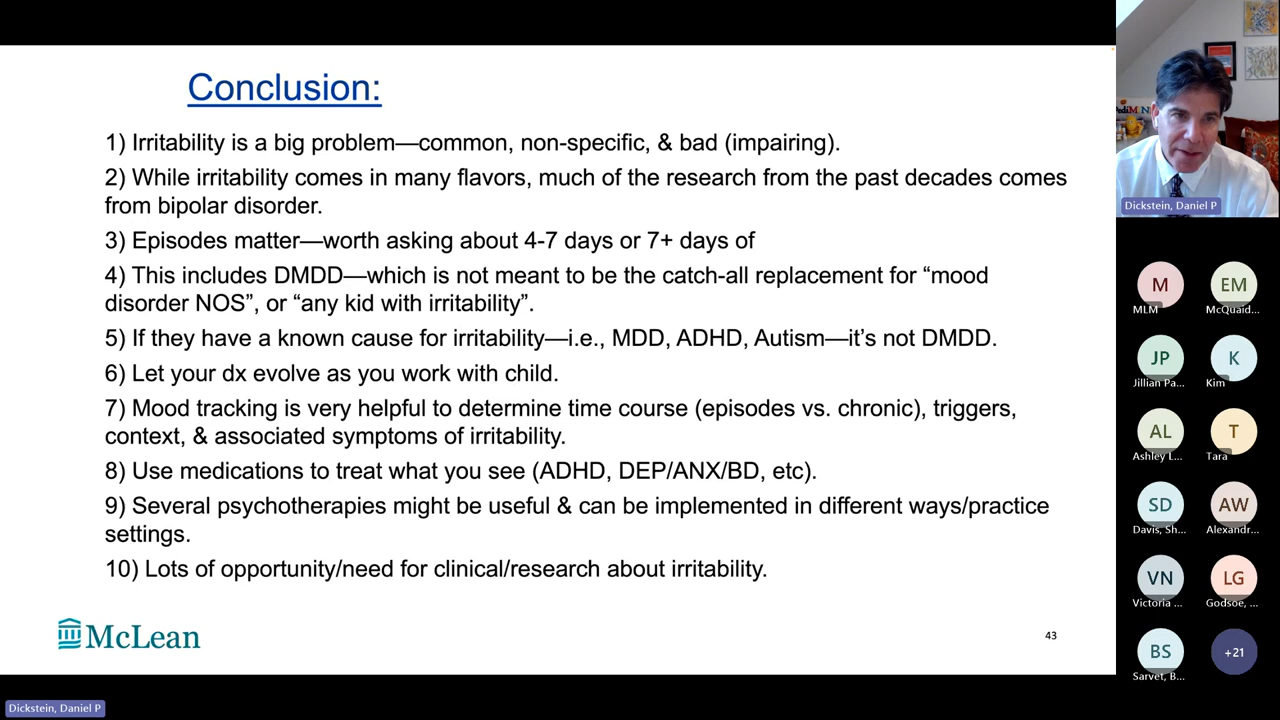 Conclusion:
1) Irritability is a big problem—common, non-specific, & bad (impairing).
2) While irritability comes in many flavors, much of the research from the past decades comes
from bipolar disorder.
3) Episodes matter—worth asking about 4-7 days or 7+ days of
4) This includes DMDD—which is not meant to be the catch-all replacement for “mood
disorder NOS”, or “any kid with irritability”.
5) If they have a known cause for irritability—i.e., MDD, ADHD, Autism—it’s not DMDD.
6) Let your dx evolve as you work with child.
7) Mood tracking is very helpful to determine time course (episodes vs. chronic), triggers,
context, & associated symptoms of irritability.
8) Use medications to treat what you see (ADHD, DEP/ANX/BD, etc).
9) Several psychotherapies might be useful & can be implemented in different ways/practice
settings.
10) Lots of opportunity/need for clinical/research about irritability.
McLean
43
Dickstein, Daniel P
M
MLM
EM
McQuaid...
JP
Jillian Pa...
K
Kim
AL
Ashley L...
T
Tara
SD
Davis, Sh...
AW
Alexandr...
VN
Victoria ...
LG
Godsoe, ...
BS
Sarvet, B...
+21
Dickstein, Daniel P